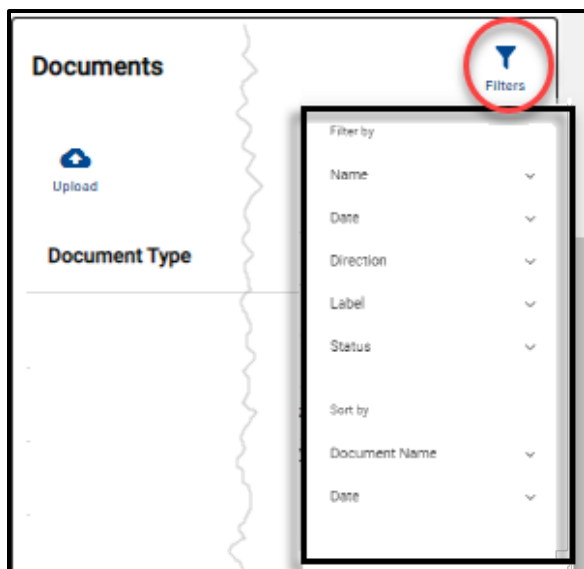 Documents
Filters
Upload
Document Type
Filter by
Name
Date
Direction
Label
Status
Sort by
Document Name
Date